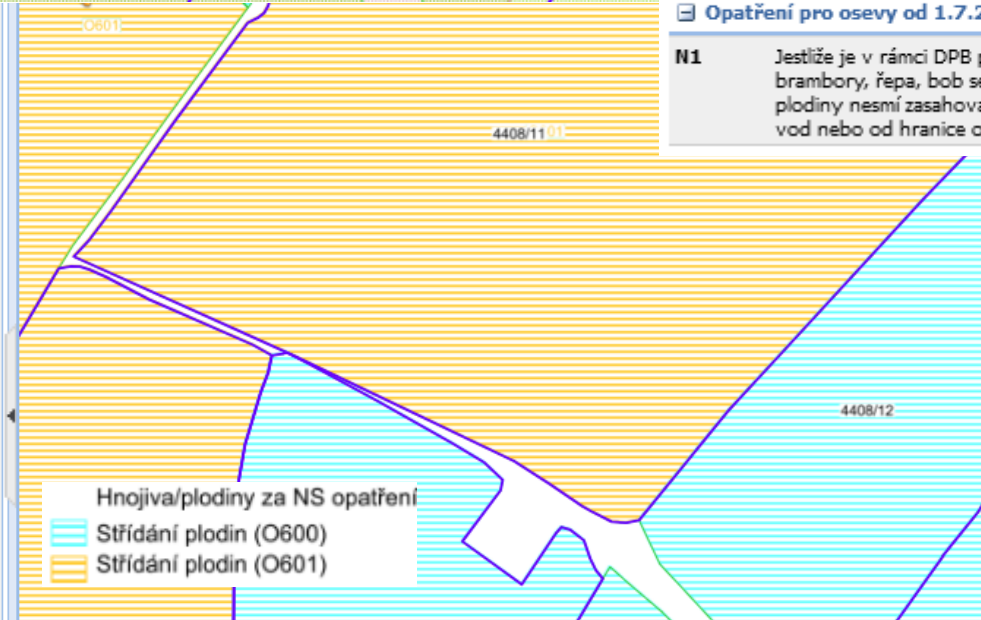 O601
Opatření pro osevy od 1.7.2
N1 Jestliže je v rámci DPB p
brambory, řepa, bob se
plodiny nesmí zasahova
vod nebo od hranice o
4408/11 01
4408/12
Hnojiva/plodiny za NS opatření
Střídání plodin (O600)
Střídání plodin (O601)